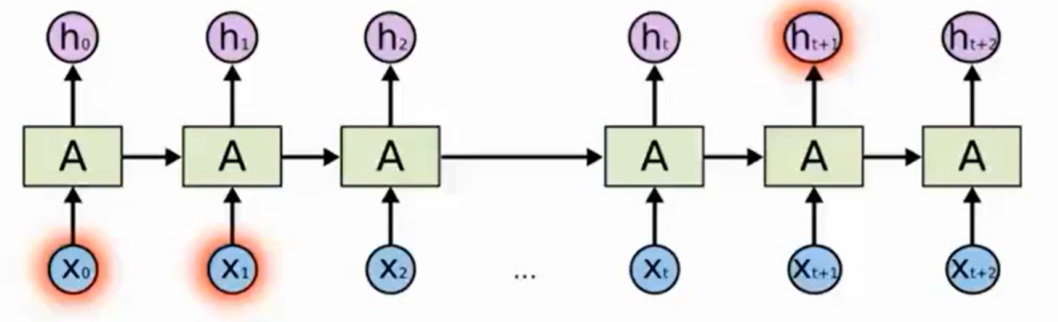 h₀ h₁ h₂ hₜ hₜ₊₁ hₜ₊₂
A A A A A A
x₀ x₁ x₂ ... xₜ xₜ₊₁ xₜ₊₂